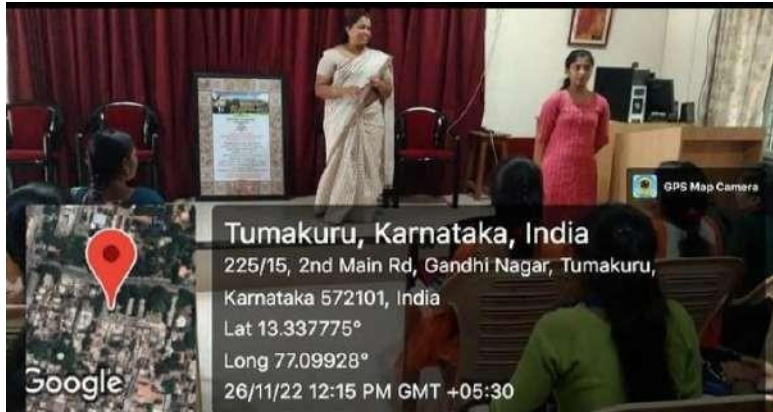 GPS Map Camera
Tumakuru, Karnataka, India
225/15, 2nd Main Rd, Gandhi Nagar, Tumakuru,
Karnataka 572101, India
Lat 13.337775°
Long 77.09928°
26/11/22 12:15 PM GMT +05:30
Google